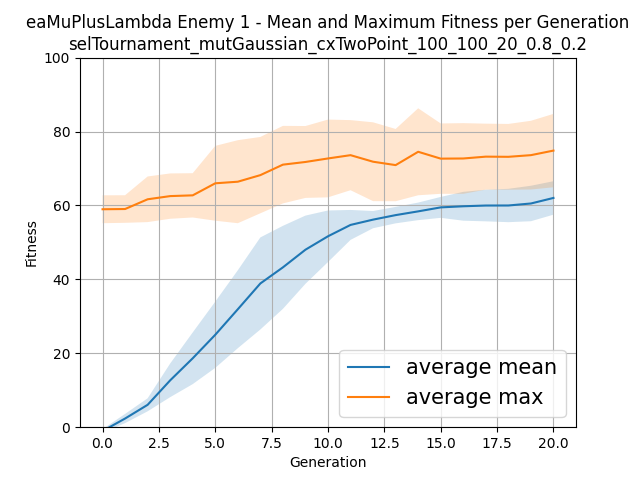 eaMuPlusLambda Enemy 1 - Mean and Maximum Fitness per Generation
selTournament_mutGaussian_cxTwoPoint_100_100_20_0.8_0.2
100
80
60
40
20
0
Fitness
average mean
average max
0.0 2.5 5.0 7.5 10.0 12.5 15.0 17.5 20.0
Generation